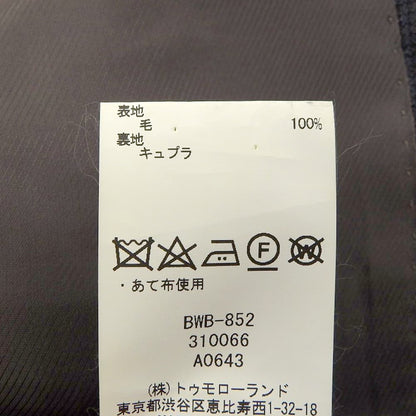 表地
毛 100%
裏地
キュプラ
F
W
・あて布使用
BWB-852
310066
A0643
(株)トゥモローランド
東京都渋谷区恵比寿西1-32-18